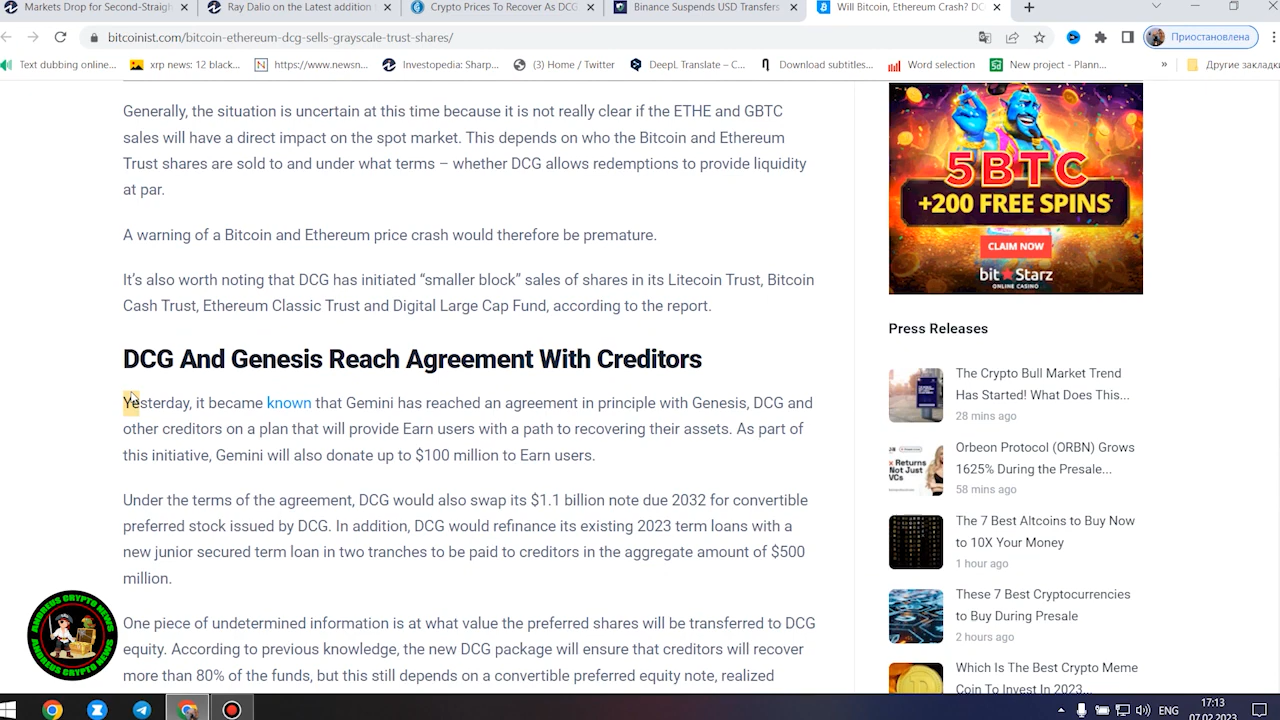 Markets Drop for Second-Straigh
Ray Dalio on the Latest addition
Crypto Prices To Recover As DCG
Binance Suspends USD Transfers
Will Bitcoin, Ethereum Crash? DC
bitcoinist.com/bitcoin-ethereum-dcg-sells-grayscale-trust-shares/
Приостановлена
Text dubbing online...
xrp news: 12 black...
https://www.newsn...
Investopedia: Sharp...
(3) Home / Twitter
DeepL Translate – C...
Download subtitles...
Word selection
New project - Plann...
»
Другие закладки
Generally, the situation is uncertain at this time because it is not really clear if the ETHE and GBTC
sales will have a direct impact on the spot market. This depends on who the Bitcoin and Ethereum
Trust shares are sold to and under what terms – whether DCG allows redemptions to provide liquidity
at par.
A warning of a Bitcoin and Ethereum price crash would therefore be premature.
It's also worth noting that DCG has initiated “smaller block” sales of shares in its Litecoin Trust, Bitcoin
Cash Trust, Ethereum Classic Trust and Digital Large Cap Fund, according to the report.
DCG And Genesis Reach Agreement With Creditors
Yesterday, it became known that Gemini has reached an agreement in principle with Genesis, DCG and
other creditors on a plan that will provide Earn users with a path to recovering their assets. As part of
this initiative, Gemini will also donate up to $100 million to Earn users.
Under the terms of the agreement, DCG would also swap its $1.1 billion note due 2032 for convertible
preferred stock issued by DCG. In addition, DCG would refinance its existing 2023 term loans with a
new junior secured term loan in two tranches to be paid to creditors in the aggregate amount of $500
million.
One piece of undetermined information is at what value the preferred shares will be transferred to DCG
equity. According to previous knowledge, the new DCG package will ensure that creditors will recover
more than 80% of the funds, but this still depends on a convertible preferred equity note, realized
5BTC
+200 FREE SPINS
CLAIM NOW
bit★Starz
ONLINE CASINO
Press Releases
The Crypto Bull Market Trend
Has Started! What Does This...
28 mins ago
Orbeon Protocol (ORBN) Grows
1625% During the Presale...
58 mins ago
x Returns
Not Just
VCs
The 7 Best Altcoins to Buy Now
to 10X Your Money
1 hour ago
These 7 Best Cryptocurrencies
to Buy During Presale
2 hours ago
Which Is The Best Crypto Meme
Coin To Invest In 2023...
ANDREUS CRYPTO NEWS
ANDREUS CRYPTO NEWS
ENG
17:13
07.02.2023